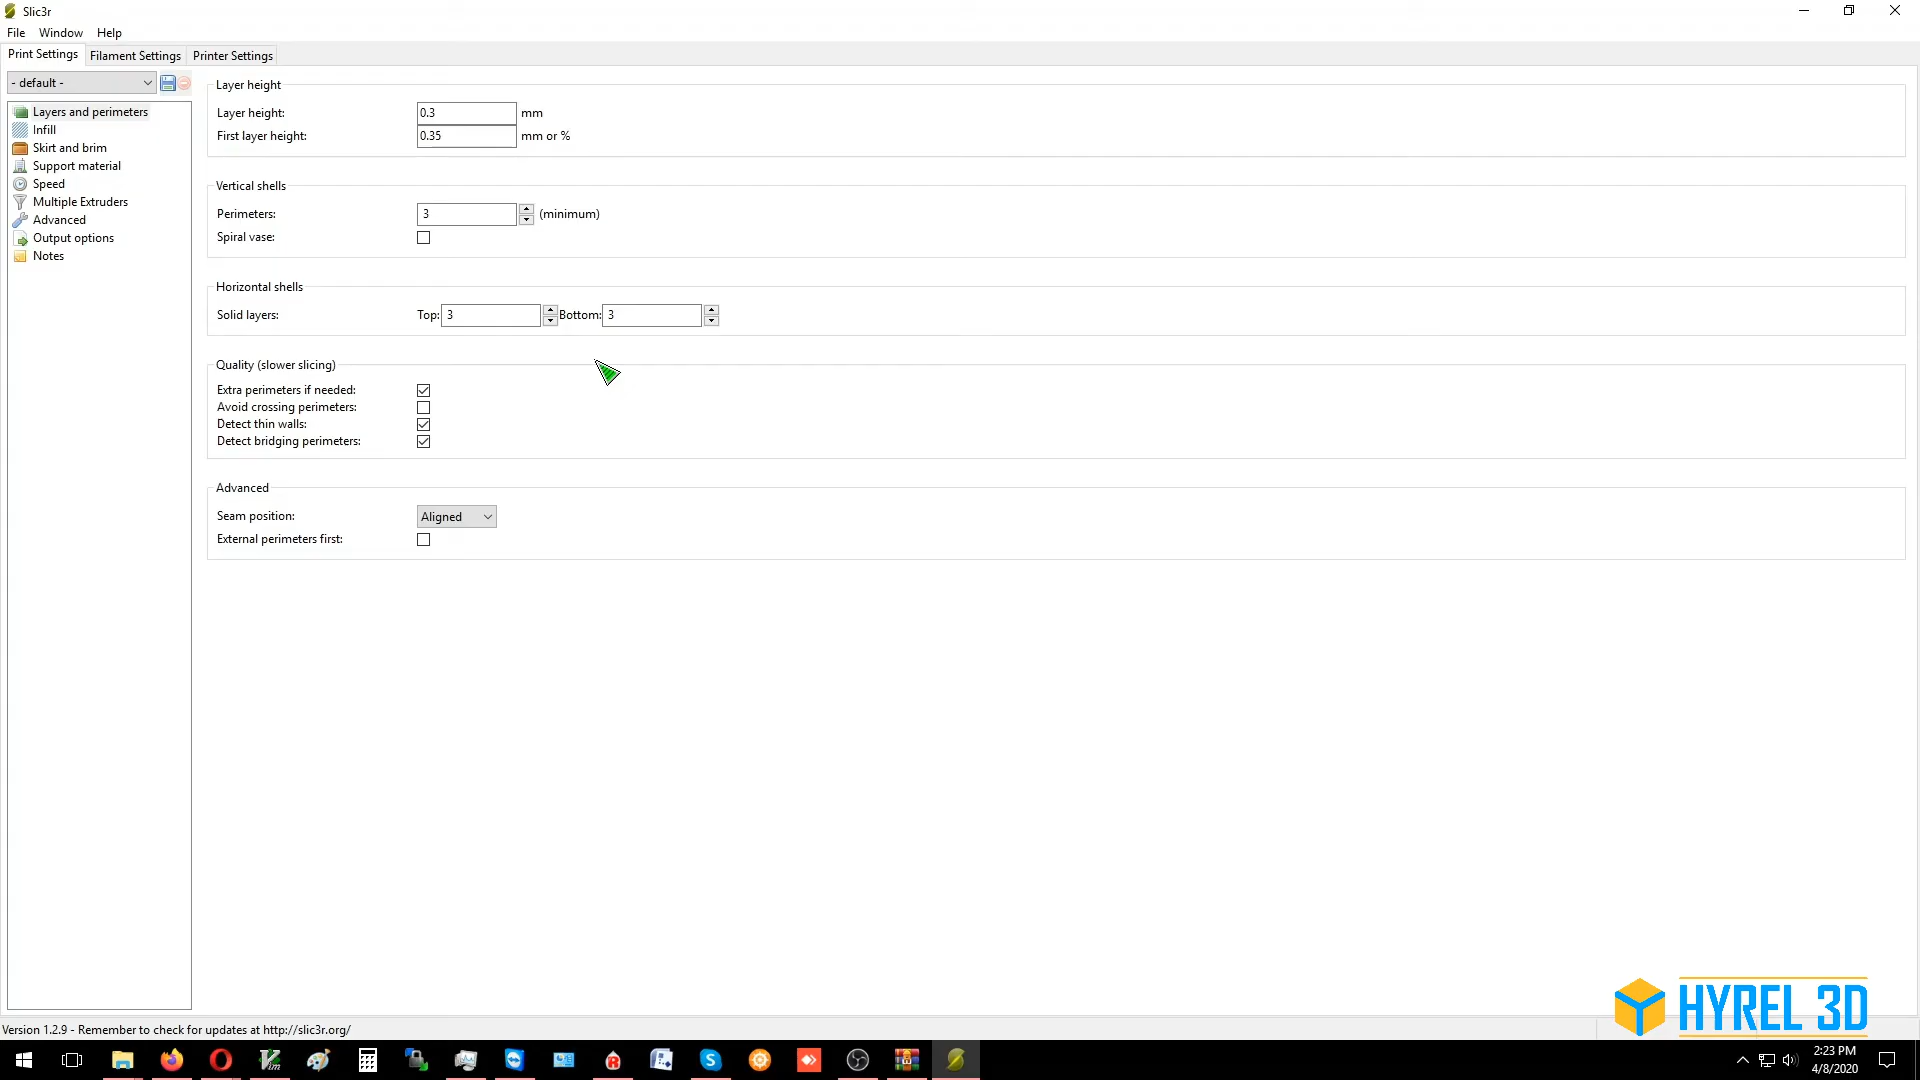 Slic3r
File Window Help
Print Settings Filament Settings Printer Settings
- default -
Layers and perimeters
Infill
Skirt and brim
Support material
Speed
Multiple Extruders
Advanced
Output options
Notes
Layer height
Layer height: 0.3 mm
First layer height: 0.35 mm or %
Vertical shells
Perimeters: 3 (minimum)
Spiral vase:
Horizontal shells
Solid layers: Top: 3 Bottom: 3
Quality (slower slicing)
Extra perimeters if needed:
Avoid crossing perimeters:
Detect thin walls:
Detect bridging perimeters:
Advanced
Seam position: Aligned
External perimeters first:
HYREL 3D
Version 1.2.9 - Remember to check for updates at http://slic3r.org/
2:23 PM
4/8/2020